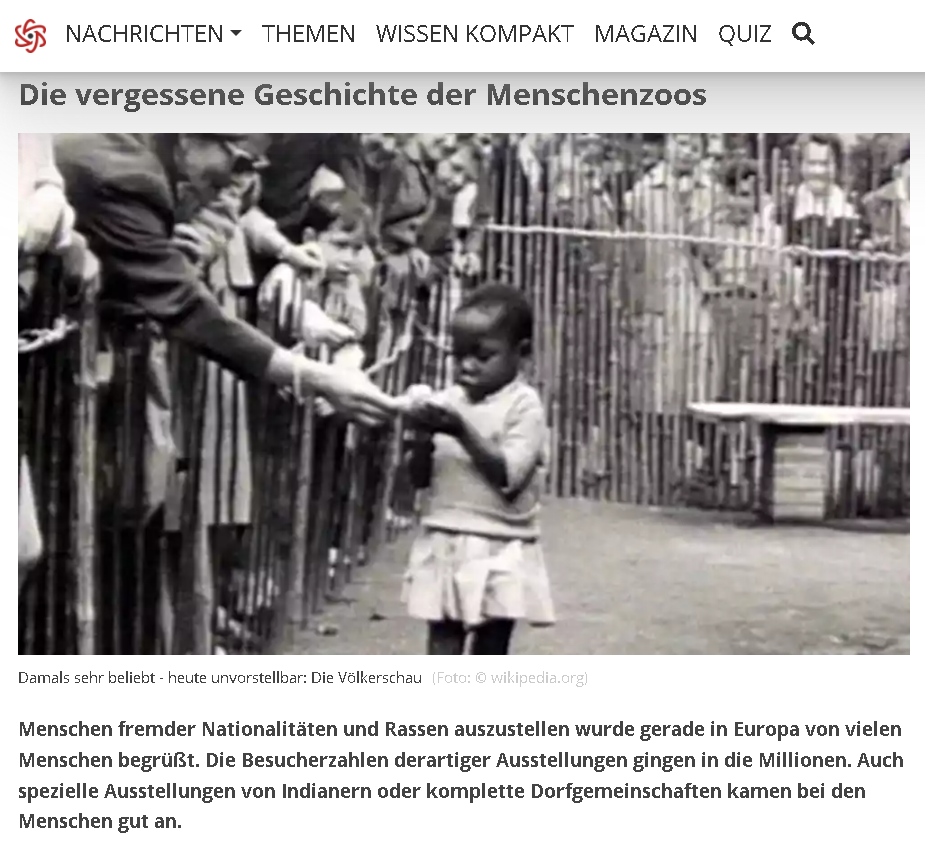 NACHRICHTEN THEMEN WISSEN KOMPAKT MAGAZIN QUIZ
Die vergessene Geschichte der Menschenzoos
Damals sehr beliebt - heute unvorstellbar: Die Völkerschau (Foto: © wikipedia.org)
Menschen fremder Nationalitäten und Rassen auszustellen wurde gerade in Europa von vielen
Menschen begrüßt. Die Besucherzahlen derartiger Ausstellungen gingen in die Millionen. Auch
spezielle Ausstellungen von Indianern oder komplette Dorfgemeinschaften kamen bei den
Menschen gut an.